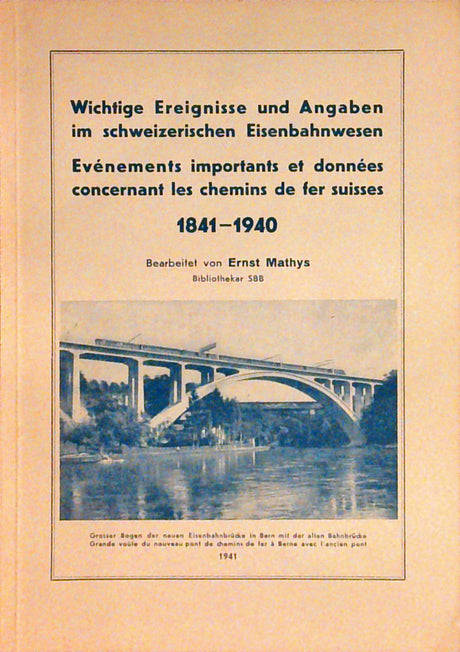 Wichtige Ereignisse und Angaben
im schweizerischen Eisenbahnwesen
Evénements importants et données
concernant les chemins de fer suisses
1841–1940
Bearbeitet von Ernst Mathys
Bibliothekar SBB
Grosser Bogen der neuen Eisenbahnbrücke in Bern mit der alten Bahnbrücke
Grande voûte du nouveau pont de chemins de fer à Berne avec l'ancien pont
1941